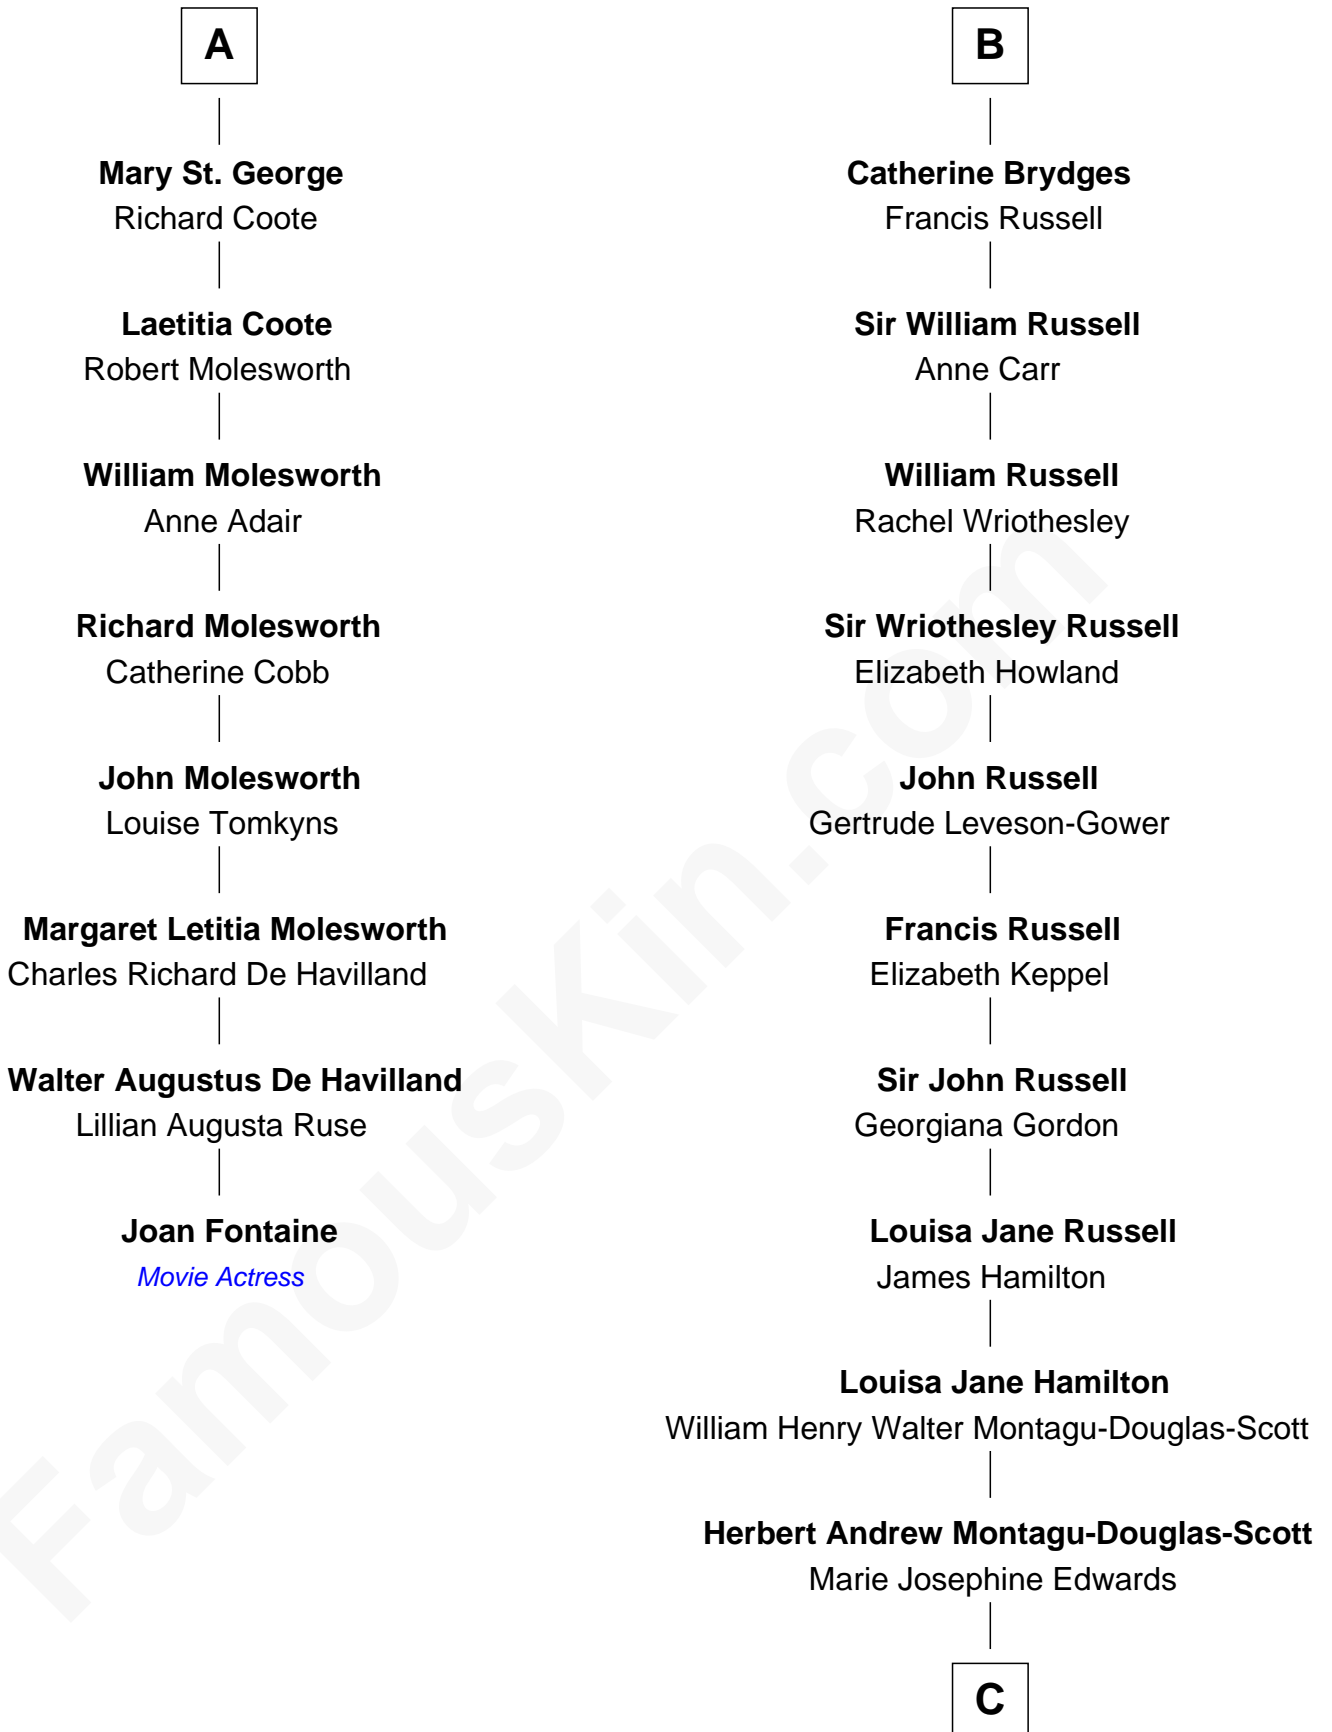 A
Mary St. George
Richard Coote
Laetitia Coote
Robert Molesworth
William Molesworth
Anne Adair
Richard Molesworth
Catherine Cobb
John Molesworth
Louise Tomkyns
Margaret Letitia Molesworth
Charles Richard De Havilland
Walter Augustus De Havilland
Lillian Augusta Ruse
Joan Fontaine
Movie Actress
B
Catherine Brydges
Francis Russell
Sir William Russell
Anne Carr
William Russell
Rachel Wriothesley
Sir Wriothesley Russell
Elizabeth Howland
John Russell
Gertrude Leveson-Gower
Francis Russell
Elizabeth Keppel
Sir John Russell
Georgiana Gordon
Louisa Jane Russell
James Hamilton
Louisa Jane Hamilton
William Henry Walter Montagu-Douglas-Scott
Herbert Andrew Montagu-Douglas-Scott
Marie Josephine Edwards
C
FamousKin.com